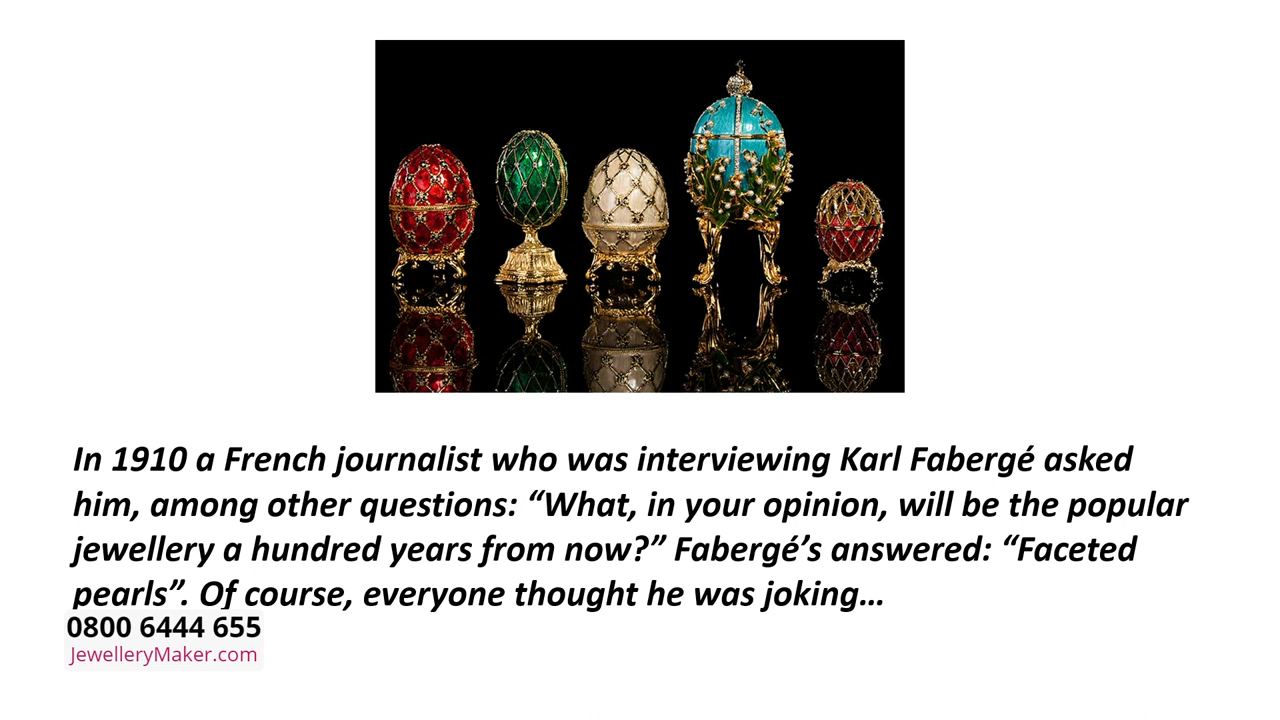 In 1910 a French journalist who was interviewing Karl Fabergé asked
him, among other questions: “What, in your opinion, will be the popular
jewellery a hundred years from now?” Fabergé’s answered: “Faceted
pearls”. Of course, everyone thought he was joking…
0800 6444 655
JewelleryMaker.com